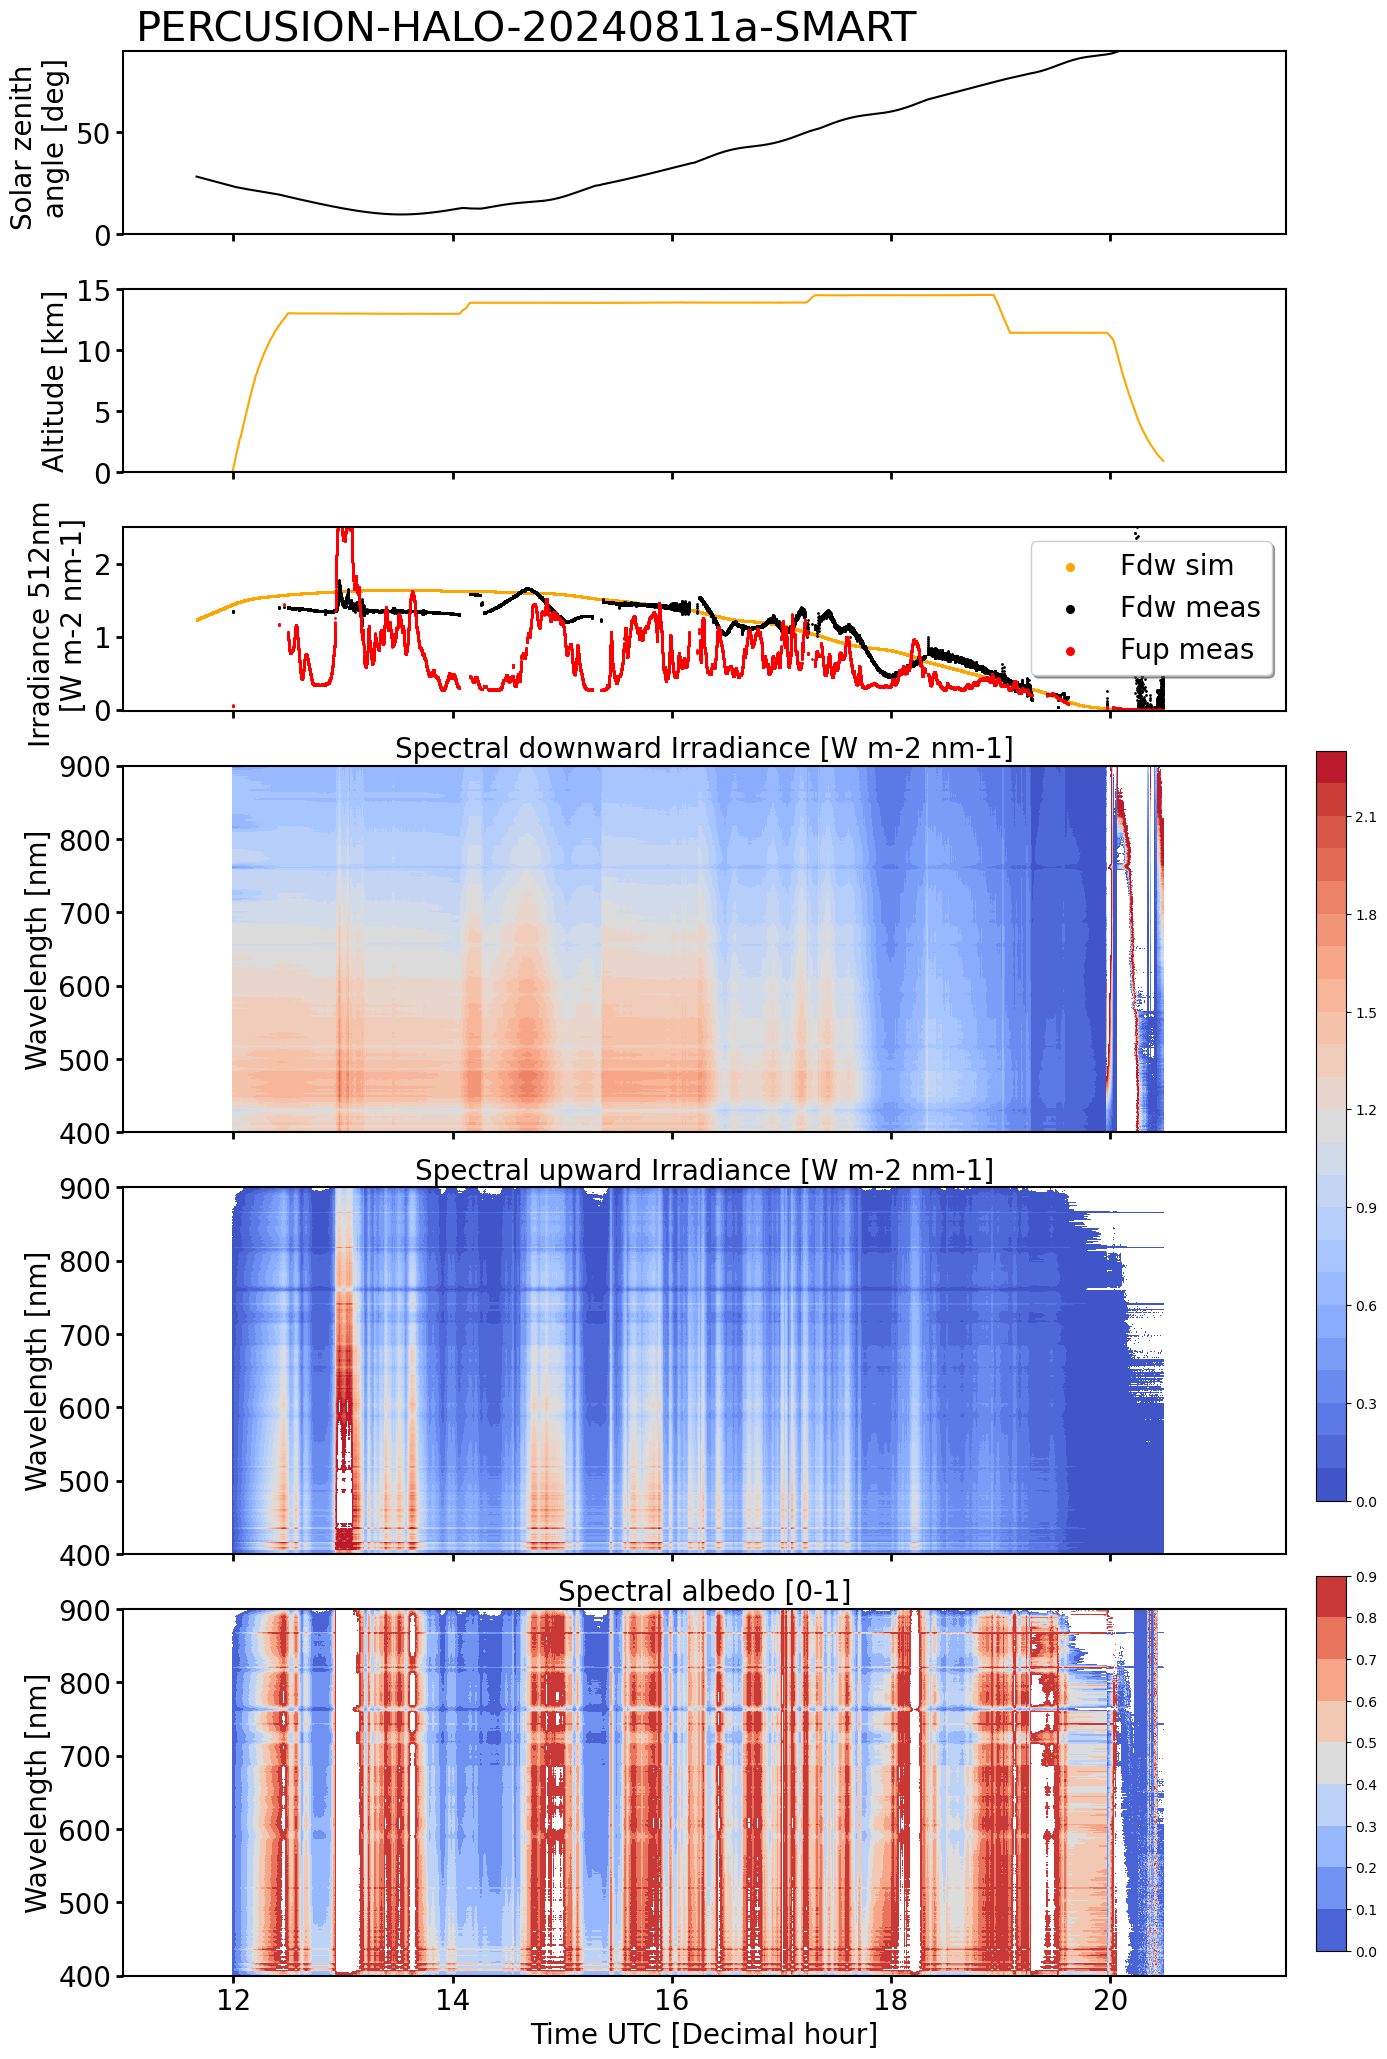 PERCUSION-HALO-20240811a-SMART
Solar zenith
angle [deg]
50
0
Altitude [km]
15
10
5
0
Irradiance 512nm
[W m-2 nm-1]
2
1
0
Fdw sim
Fdw meas
Fup meas
Spectral downward Irradiance [W m-2 nm-1]
Wavelength [nm]
900
800
700
600
500
400
2.1
1.8
1.5
1.2
0.9
0.6
0.3
0.0
Spectral upward Irradiance [W m-2 nm-1]
Wavelength [nm]
900
800
700
600
500
400
Spectral albedo [0-1]
Wavelength [nm]
900
800
700
600
500
400
0.9
0.8
0.7
0.6
0.5
0.4
0.3
0.2
0.1
0.0
12 14 16 18 20
Time UTC [Decimal hour]